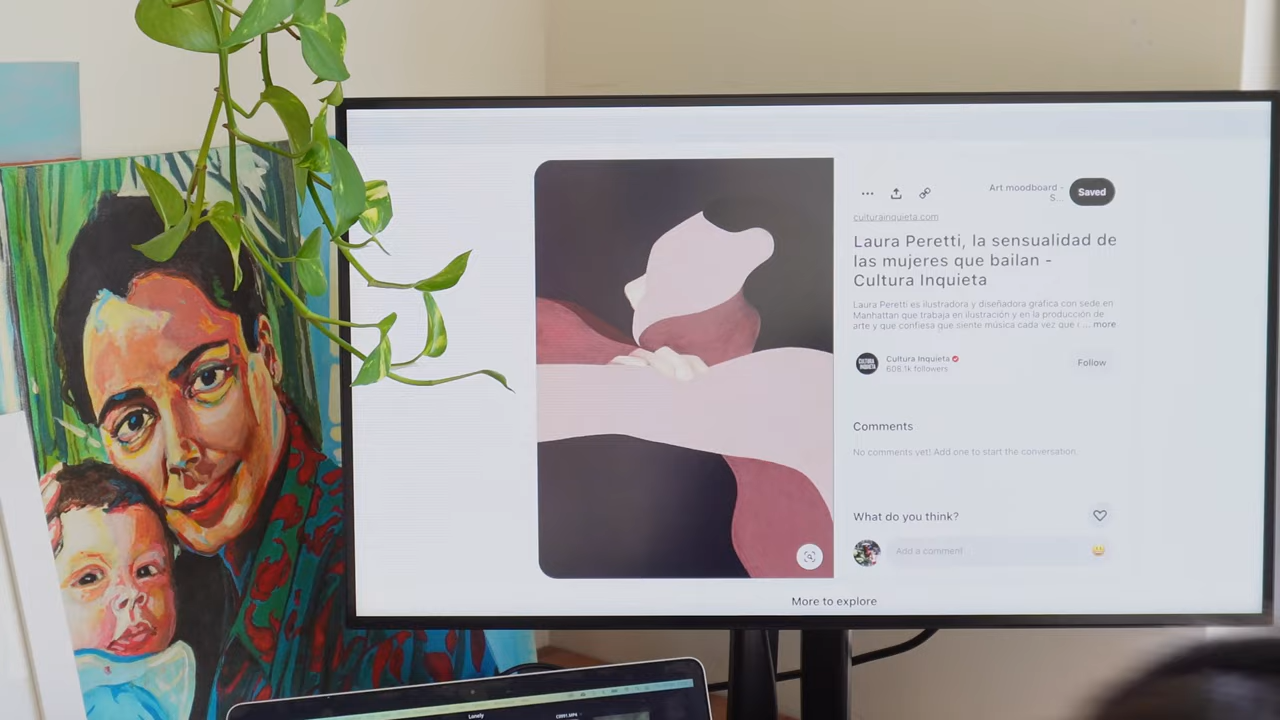 Art moodboard -
S...
Saved
culturainquieta.com
Laura Peretti, la sensualidad de
las mujeres que bailan -
Cultura Inquieta
Laura Peretti es ilustradora y diseñadora gráfica con sede en
Manhattan que trabaja en ilustración y en la producción de
arte y que confiesa que siente música cada vez que ... more
CULTURA
INQUIETA
Cultura Inquieta
608.1k followers
Follow
Comments
No comments yet! Add one to start the conversation.
What do you think?
Add a comment
More to explore
Lonely